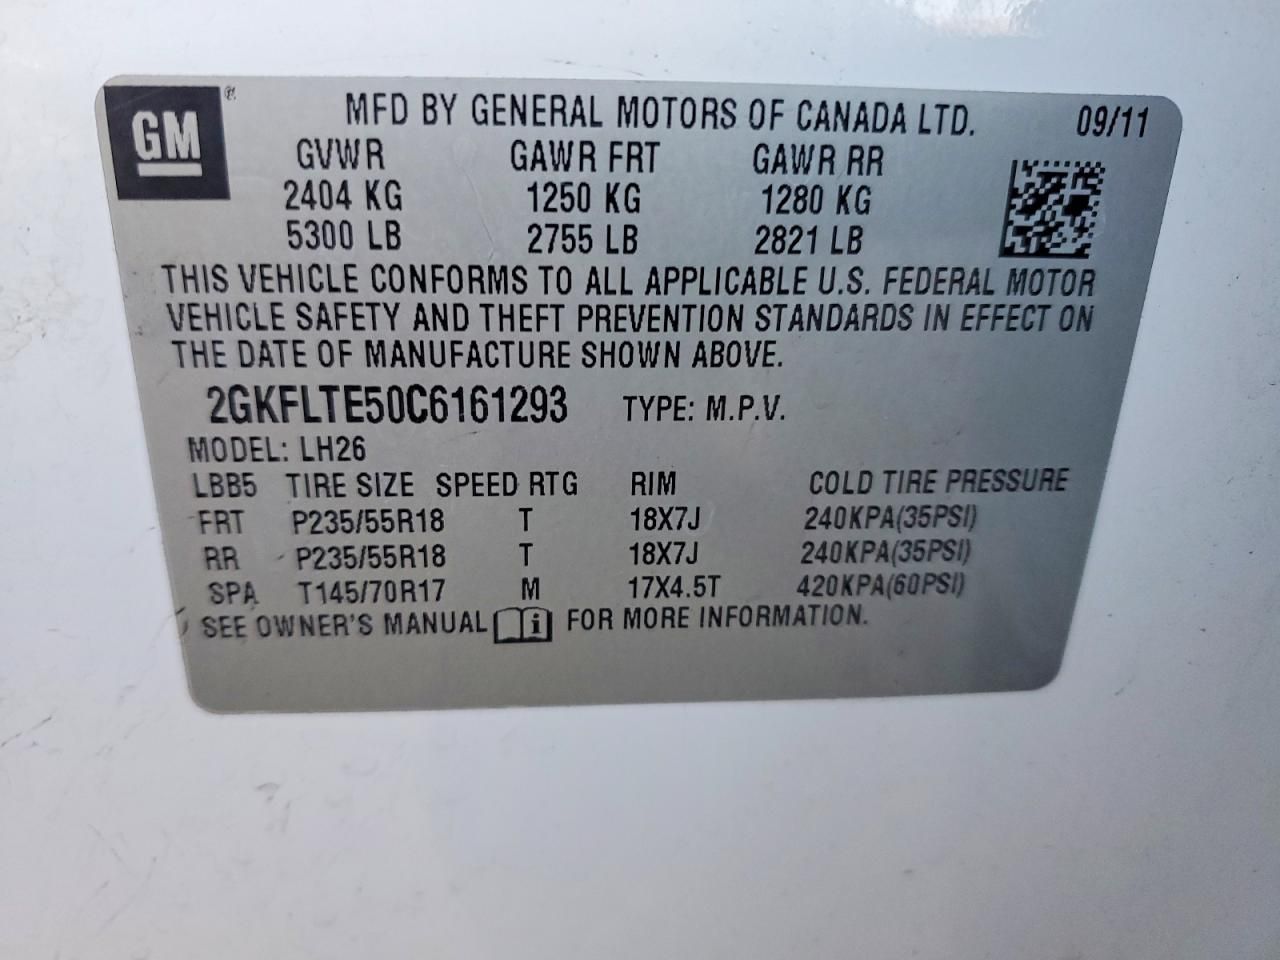 GM ® MFD BY GENERAL MOTORS OF CANADA LTD. 09/11
GVWR GAWR FRT GAWR RR
2404 KG 1250 KG 1280 KG
5300 LB 2755 LB 2821 LB
THIS VEHICLE CONFORMS TO ALL APPLICABLE U.S. FEDERAL MOTOR
VEHICLE SAFETY AND THEFT PREVENTION STANDARDS IN EFFECT ON
THE DATE OF MANUFACTURE SHOWN ABOVE.
2GKFLTE50C6161293 TYPE: M.P.V.
MODEL: LH26
LBB5 TIRE SIZE SPEED RTG RIM COLD TIRE PRESSURE
FRT P235/55R18 T 18X7J 240KPA(35PSI)
RR P235/55R18 T 18X7J 240KPA(35PSI)
SPA T145/70R17 M 17X4.5T 420KPA(60PSI)
SEE OWNER'S MANUAL i FOR MORE INFORMATION.